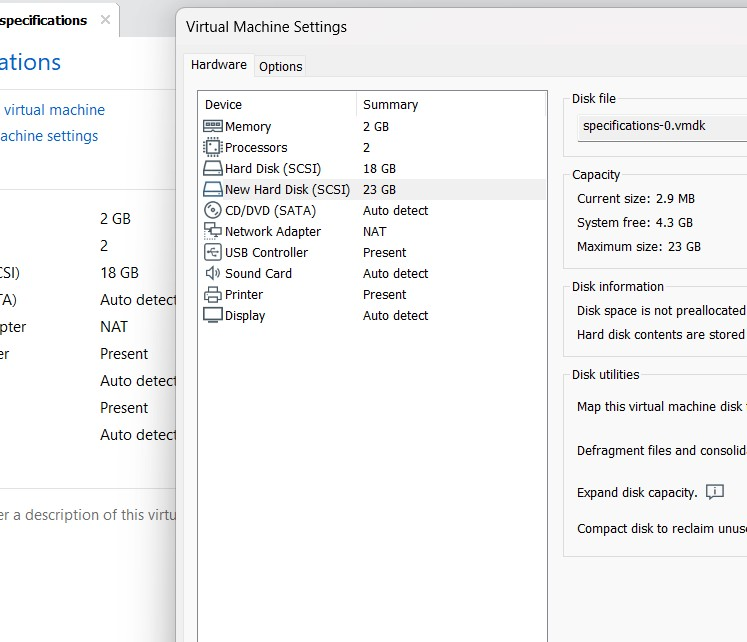 specifications
ations
virtual machine
achine settings
2 GB
2
CSI) 18 GB
TA) Auto detect
pter NAT
er Present
Auto detect
Present
Auto detect
er a description of this virtu
Virtual Machine Settings
Hardware Options
Device Summary
Memory 2 GB
Processors 2
Hard Disk (SCSI) 18 GB
New Hard Disk (SCSI) 23 GB
CD/DVD (SATA) Auto detect
Network Adapter NAT
USB Controller Present
Sound Card Auto detect
Printer Present
Display Auto detect
Disk file
specifications-0.vmdk
Capacity
Current size: 2.9 MB
System free: 4.3 GB
Maximum size: 23 GB
Disk information
Disk space is not preallocated
Hard disk contents are stored
Disk utilities
Map this virtual machine disk
Defragment files and consolida
Expand disk capacity.
Compact disk to reclaim unus